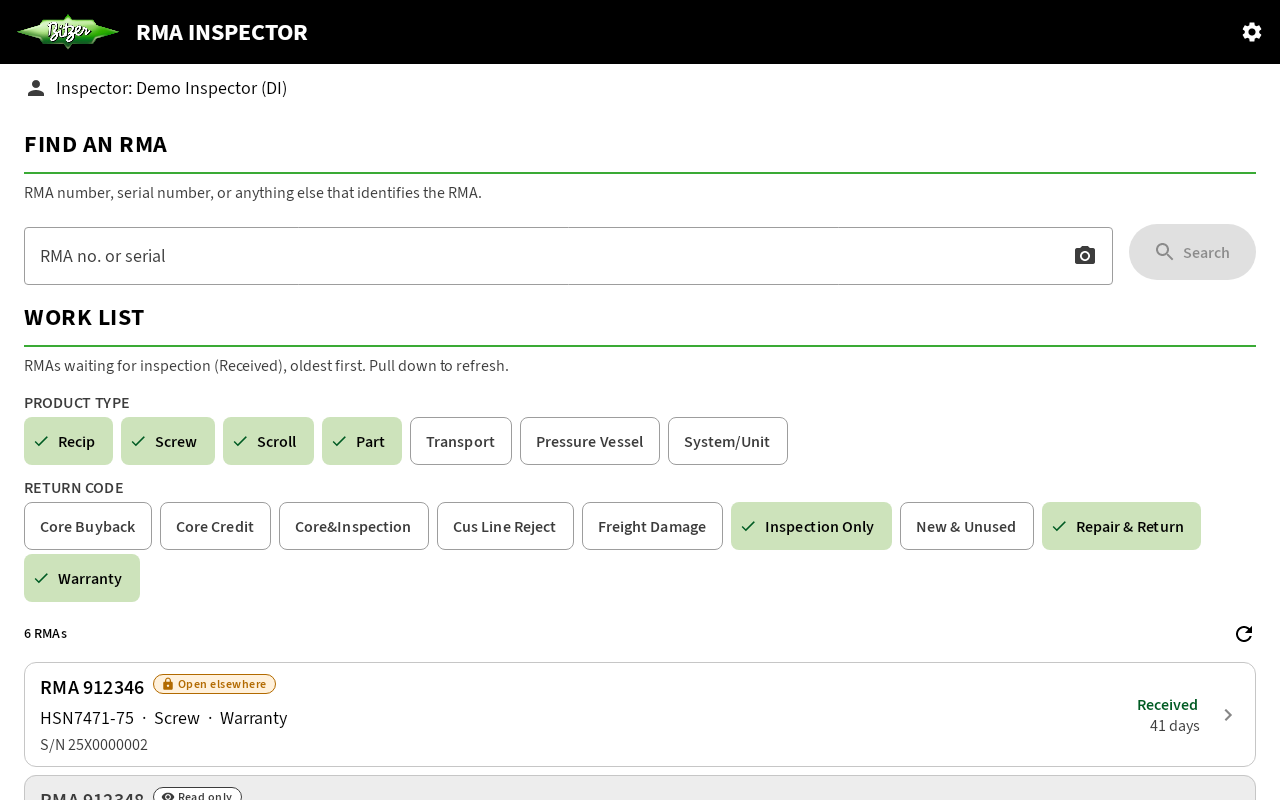 Bitzer RMA INSPECTOR
Inspector: Demo Inspector (DI)
FIND AN RMA
RMA number, serial number, or anything else that identifies the RMA.
RMA no. or serial
Search
WORK LIST
RMAs waiting for inspection (Received), oldest first. Pull down to refresh.
PRODUCT TYPE
Recip Screw Scroll Part Transport Pressure Vessel System/Unit
RETURN CODE
Core Buyback Core Credit Core&Inspection Cus Line Reject Freight Damage Inspection Only New & Unused Repair & Return
Warranty
6 RMAs
RMA 912346 Open elsewhere
HSN7471-75 · Screw · Warranty
S/N 25X0000002
Received
41 days
RMA 912348 Read only